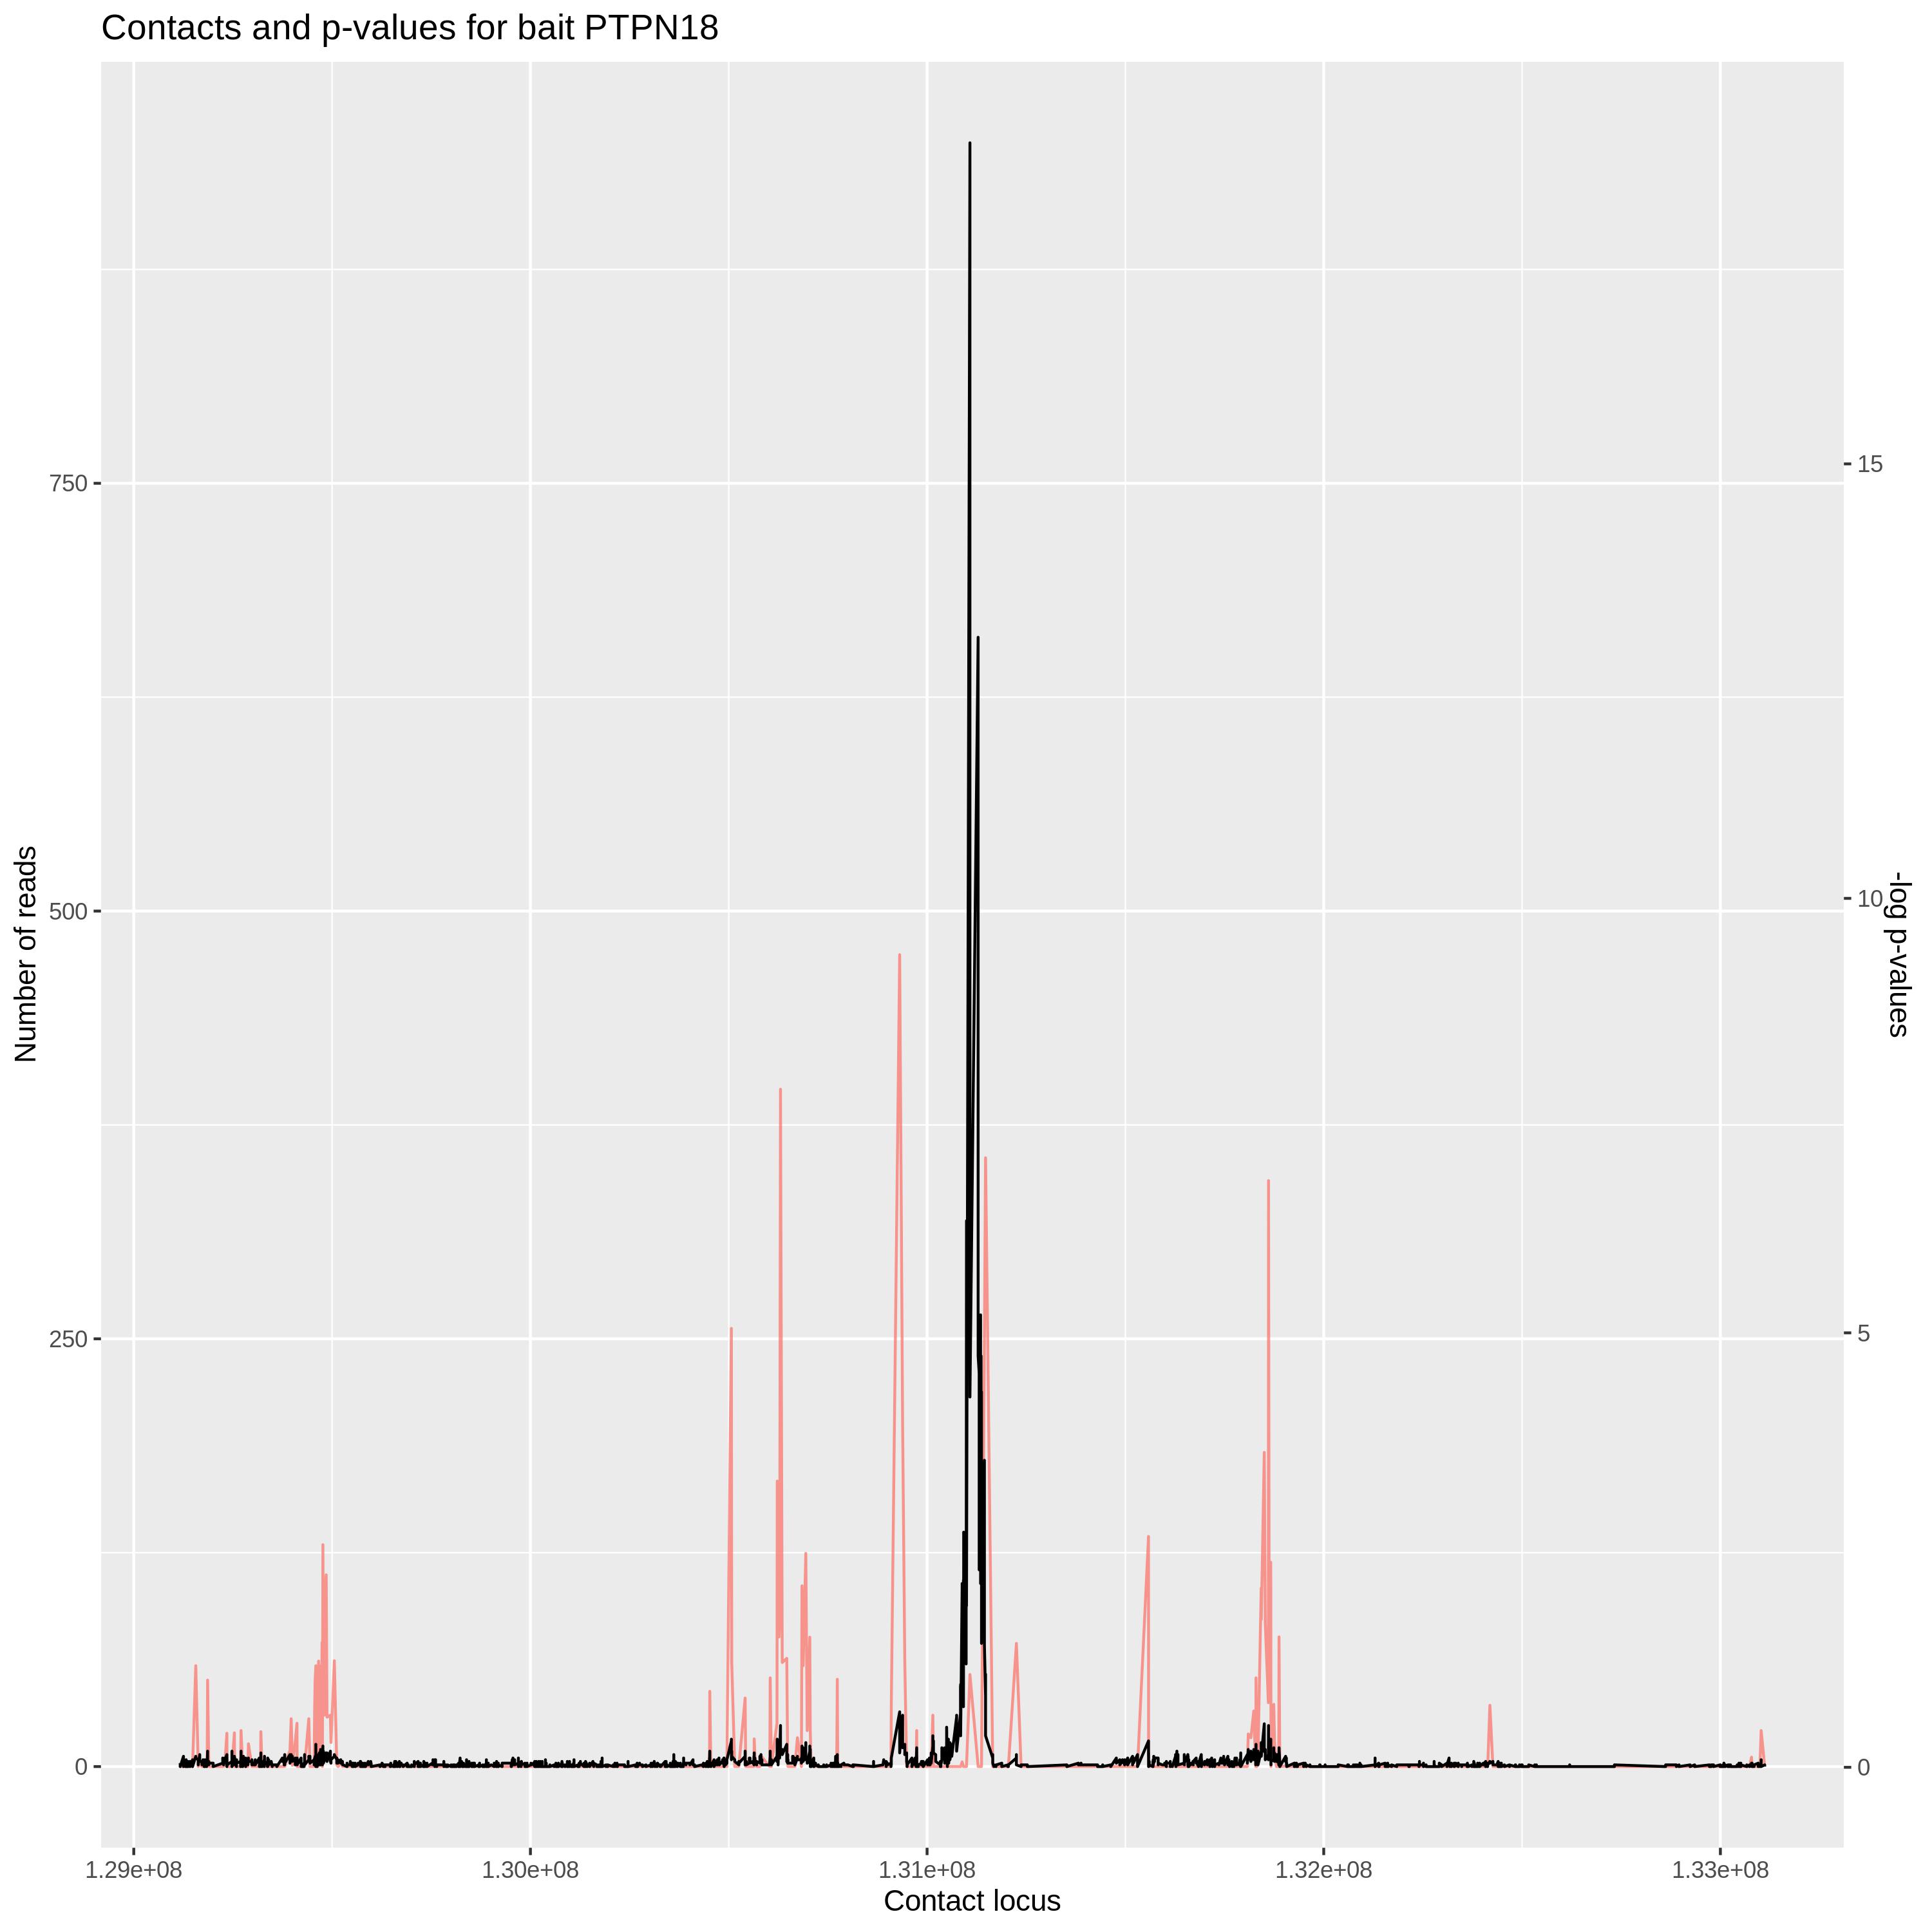 Contacts and p-values for bait PTPN18
750
500
250
0
Number of reads
15
10
5
0
-log p-values
1.29e+08
1.30e+08
1.31e+08
1.32e+08
1.33e+08
Contact locus